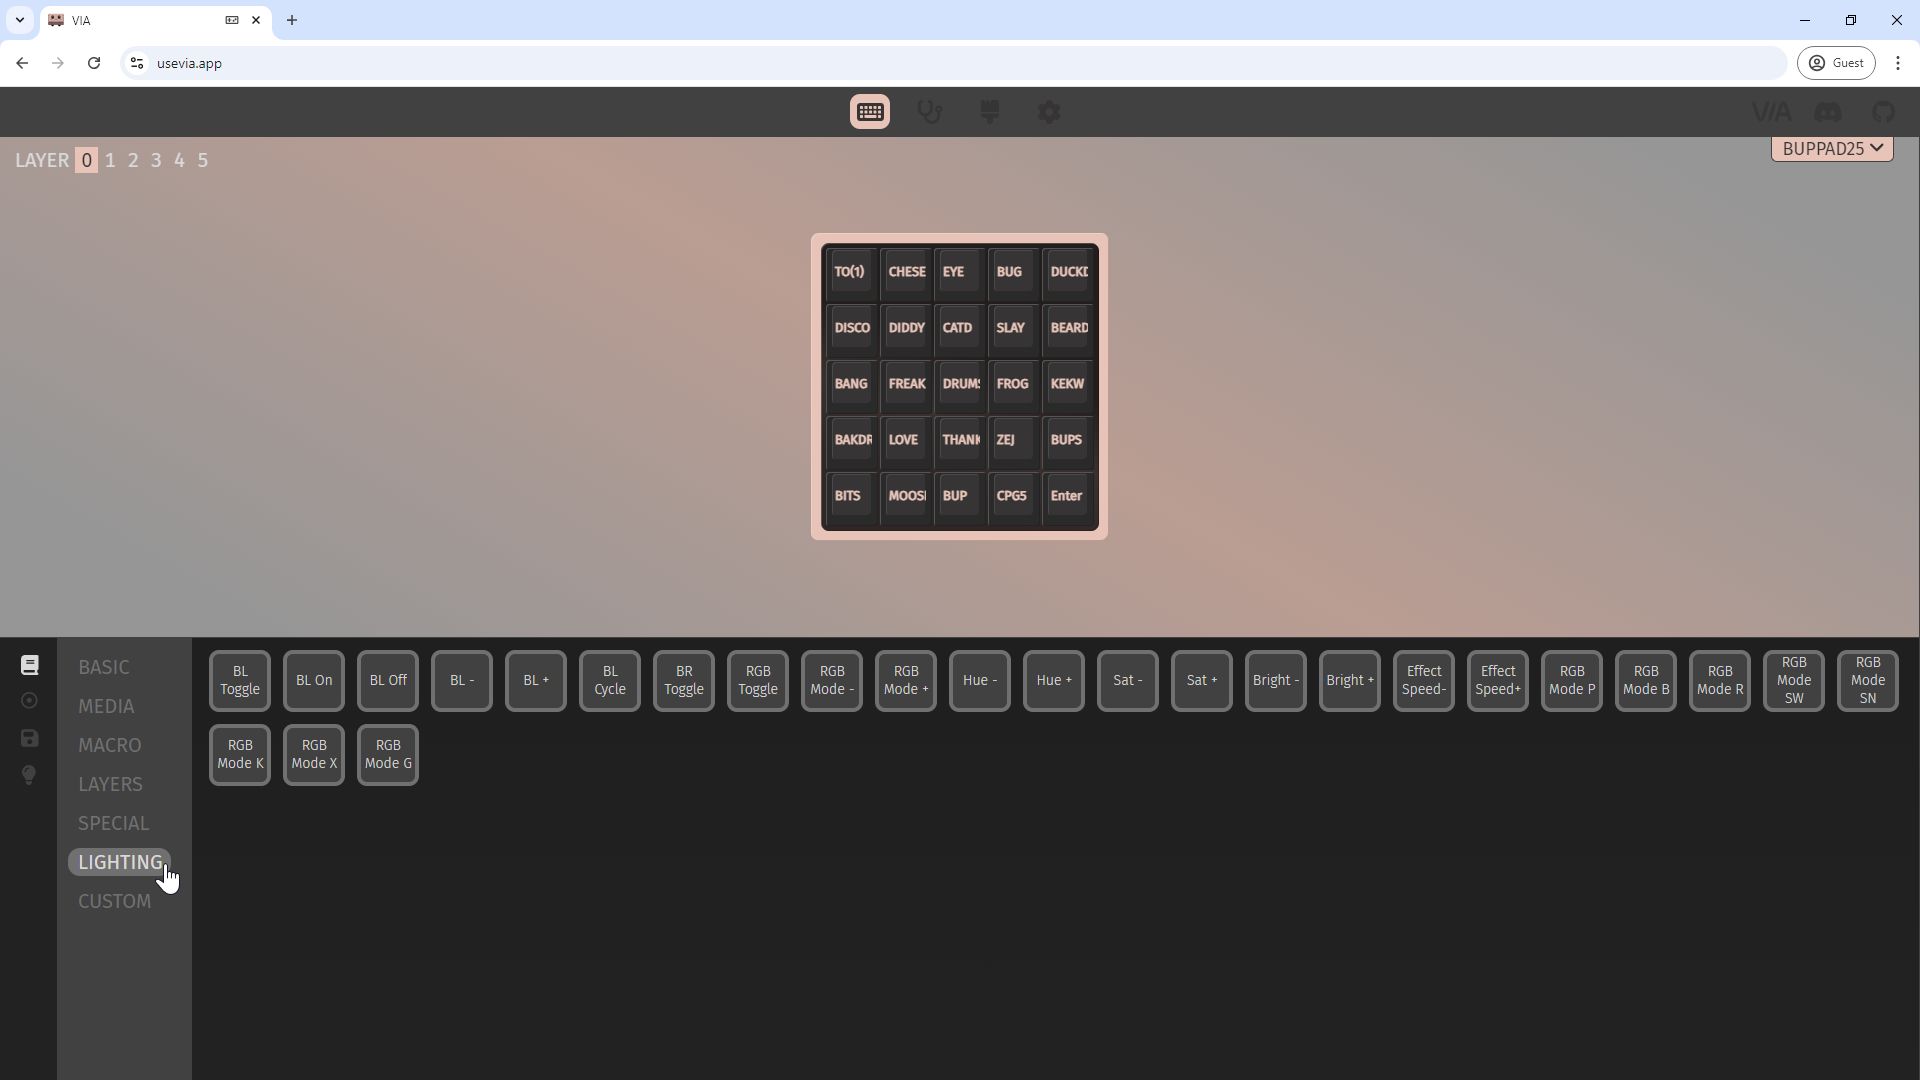 VIA
usevia.app
Guest
VIA
LAYER 0 1 2 3 4 5
BUPPAD25
TO(1) CHESE EYE BUG DUCKD
DISCO DIDDY CATD SLAY BEARD
BANG FREAK DRUMS FROG KEKW
BAKDR LOVE THANK ZEJ BUPS
BITS MOOS BUP CPG5 Enter
BASIC
MEDIA
MACRO
LAYERS
SPECIAL
LIGHTING
CUSTOM
BL
Toggle
BL On
BL Off
BL -
BL +
BL
Cycle
BR
Toggle
RGB
Toggle
RGB
Mode -
RGB
Mode +
Hue -
Hue +
Sat -
Sat +
Bright -
Bright +
Effect
Speed-
Effect
Speed+
RGB
Mode P
RGB
Mode B
RGB
Mode R
RGB
Mode
SW
RGB
Mode
SN
RGB
Mode K
RGB
Mode X
RGB
Mode G